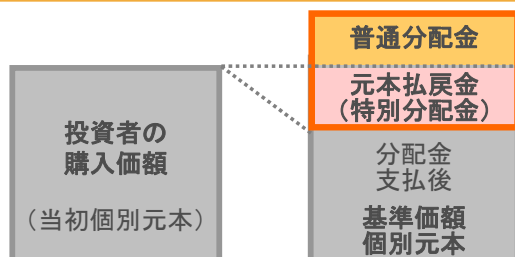 普通分配金
元本払戻金
（特別分配金）
投資者の
購入価額
（当初個別元本）
分配金
支払後
基準価額
個別元本